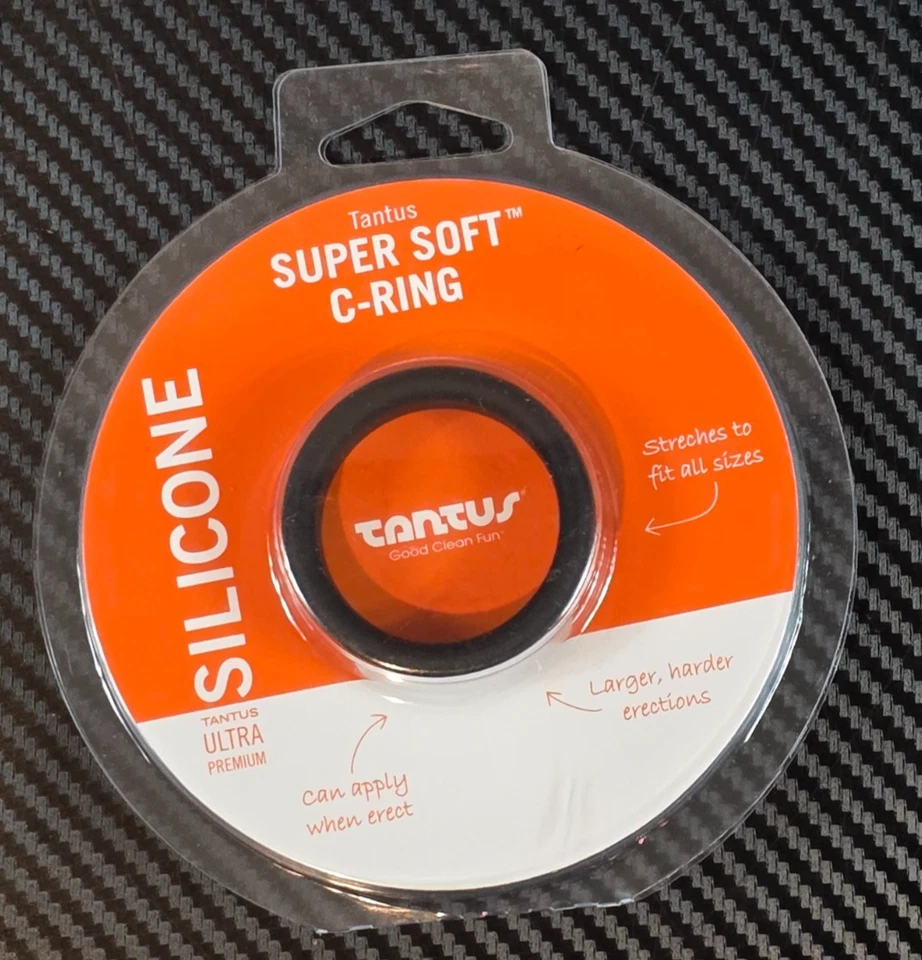 Tantus
SUPER SOFT™
C-RING
SILICONE
TANTUS
ULTRA
PREMIUM
Streches to
fit all sizes
TANTUS®
Good Clean Fun™
Larger, harder
erections
Can apply
when erect